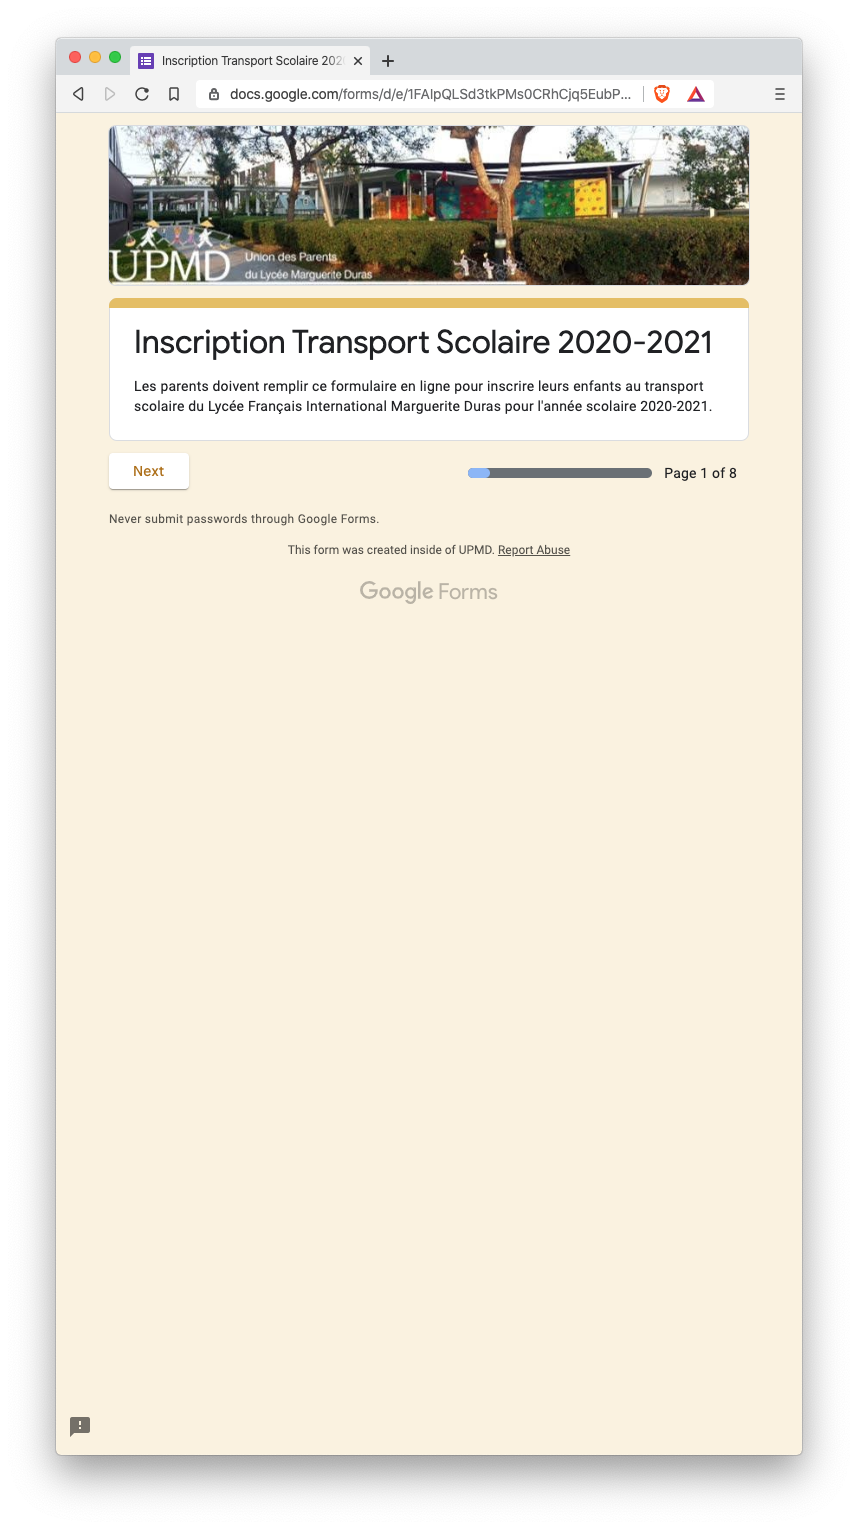 Inscription Transport Scolaire 202
docs.google.com/forms/d/e/1FAIpQLSd3tkPMs0CRhCjq5EubP...
UPMD
Union des Parents
du Lycée Marguerite Duras
Inscription Transport Scolaire 2020-2021
Les parents doivent remplir ce formulaire en ligne pour inscrire leurs enfants au transport
scolaire du Lycée Français International Marguerite Duras pour l'année scolaire 2020-2021.
Next
Page 1 of 8
Never submit passwords through Google Forms.
This form was created inside of UPMD. Report Abuse
Google Forms